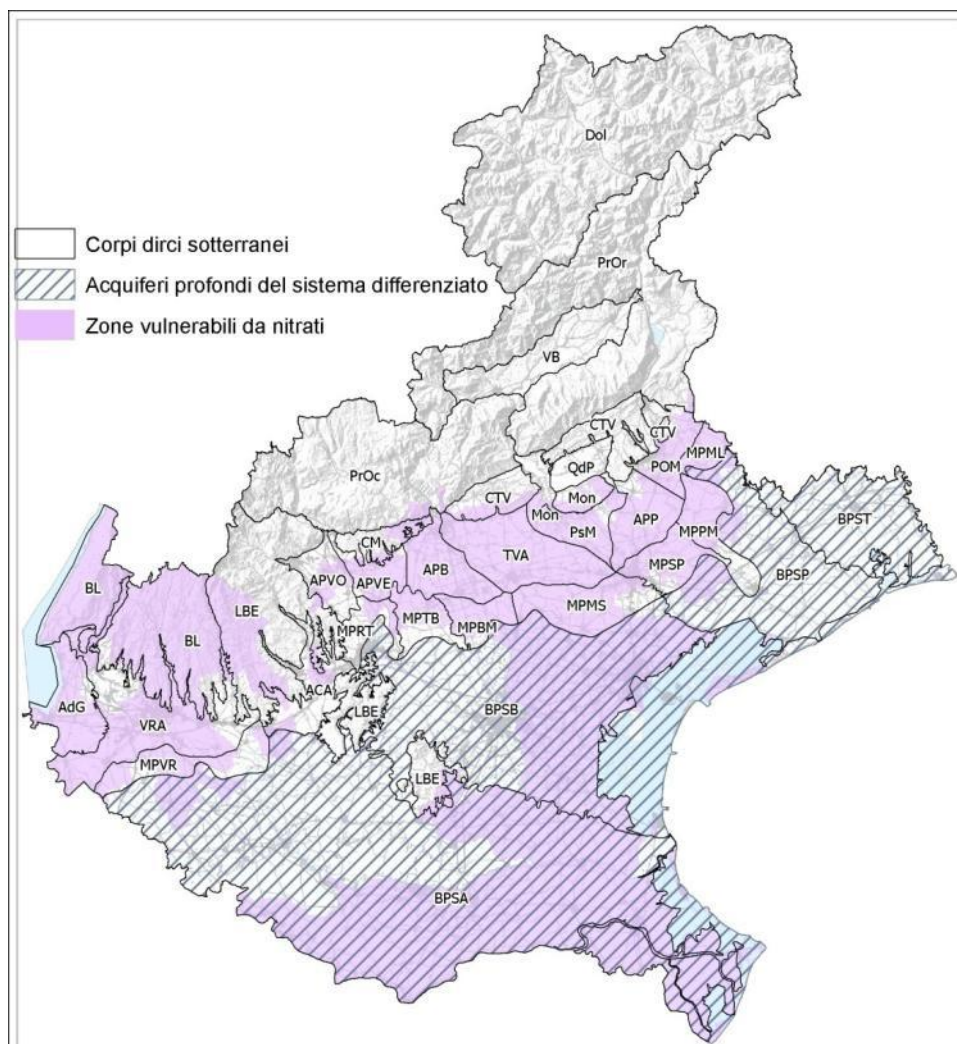 Dol
PrOr
Corpi dirci sotterranei
Acquiferi profondi del sistema differenziato
Zone vulnerabili da nitrati
VB
CTV
CTV
PrOc
QdP
POM
MPML
CTV
Mon
Mon
PsM
APP
MPPM
BPST
CM
TVA
APVO
APVE
APB
MPSP
BPSP
BL
LBE
BL
MPTB
MPBM
MPMS
MPRT
ACA
AdG
VRA
LBE
BPSB
MPVR
LBE
BPSA